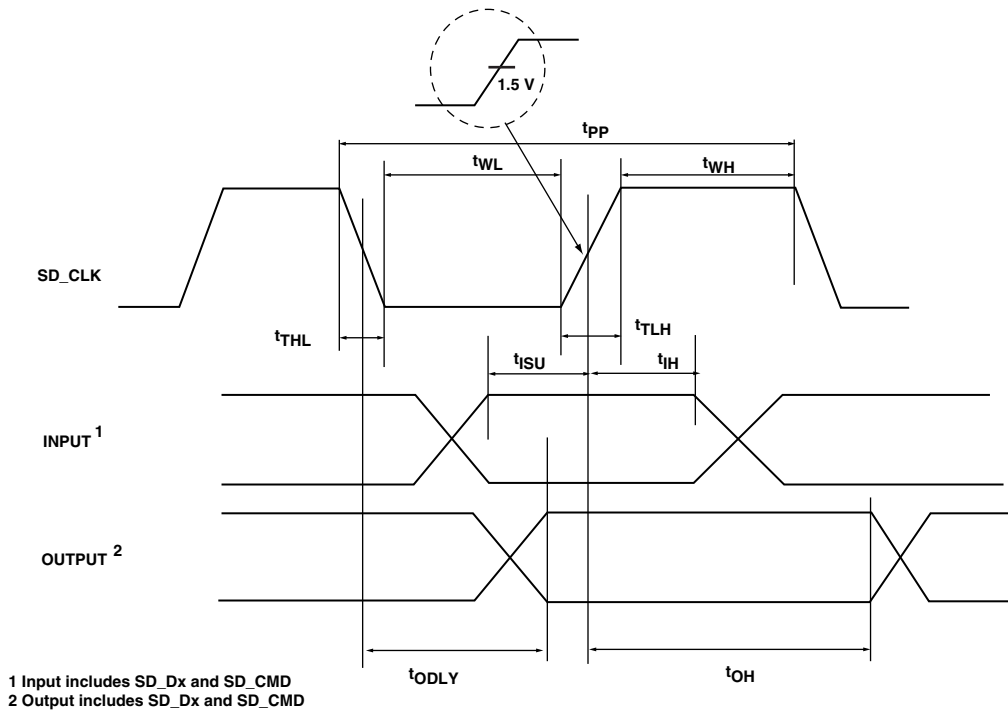 1.5 V
tPP
tWL
tWH
SD_CLK
tTHL
tTLH
tISU
tIH
INPUT 1
OUTPUT 2
tODLY
tOH
1 Input includes SD_Dx and SD_CMD
2 Output includes SD_Dx and SD_CMD